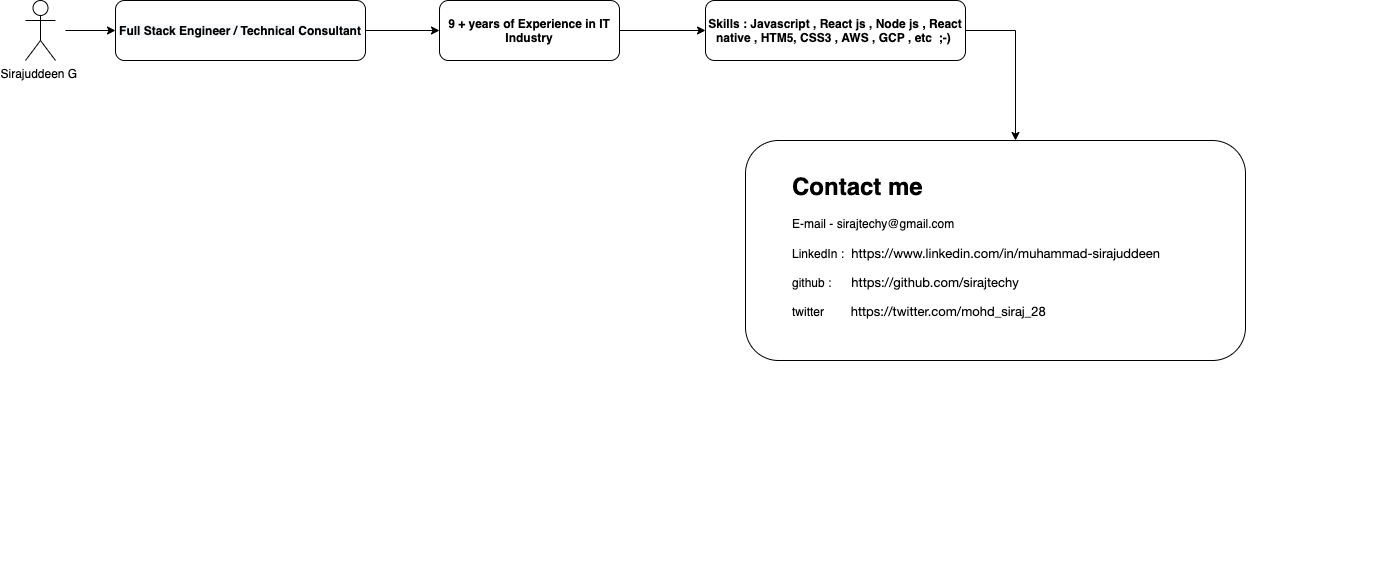 Sirajuddeen G
Full Stack Engineer / Technical Consultant
9 + years of Experience in IT
Industry
Skills : Javascript , React js , Node js , React
native , HTM5, CSS3 , AWS , GCP , etc  ;-)
Contact me
E-mail - sirajtechy@gmail.com
LinkedIn :  https://www.linkedin.com/in/muhammad-sirajuddeen
github :      https://github.com/sirajtechy
twitter        https://twitter.com/mohd_siraj_28